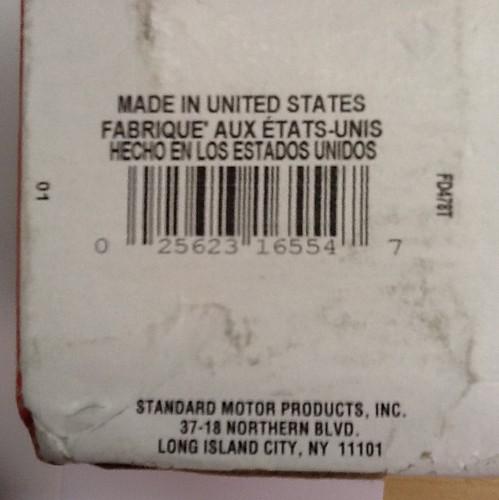 MADE IN UNITED STATES
FABRIQUE' AUX ÉTATS-UNIS
HECHO EN LOS ESTADOS UNIDOS
01
FD478T
0 25623 16554 7
STANDARD MOTOR PRODUCTS, INC.
37-18 NORTHERN BLVD.
LONG ISLAND CITY, NY 11101